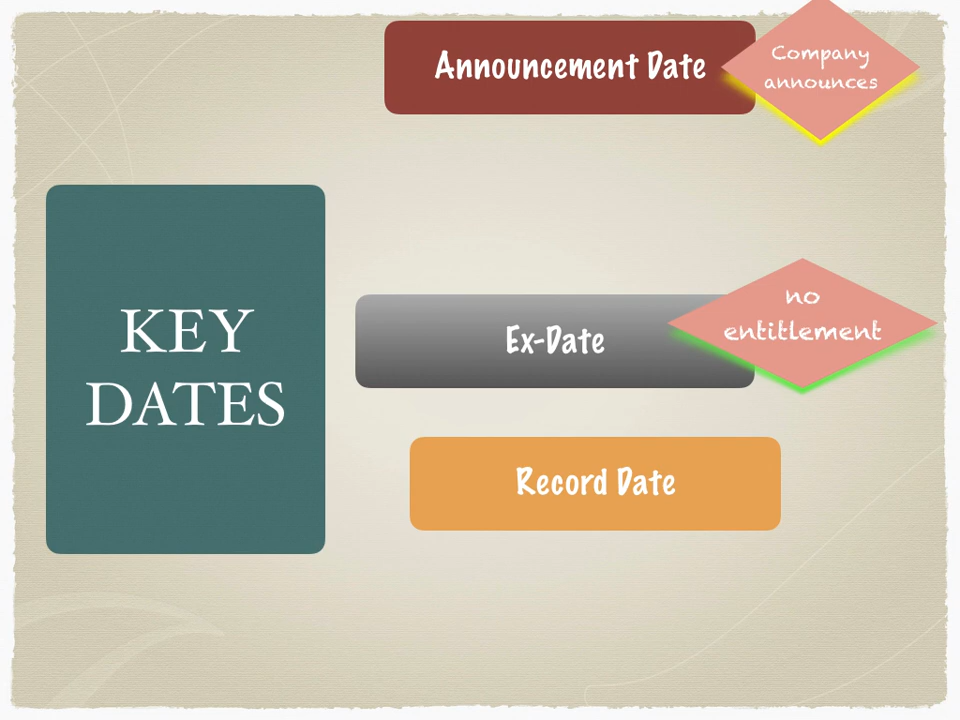 Announcement Date
Company
announces
KEY
DATES
Ex-Date
no
entitlement
Record Date